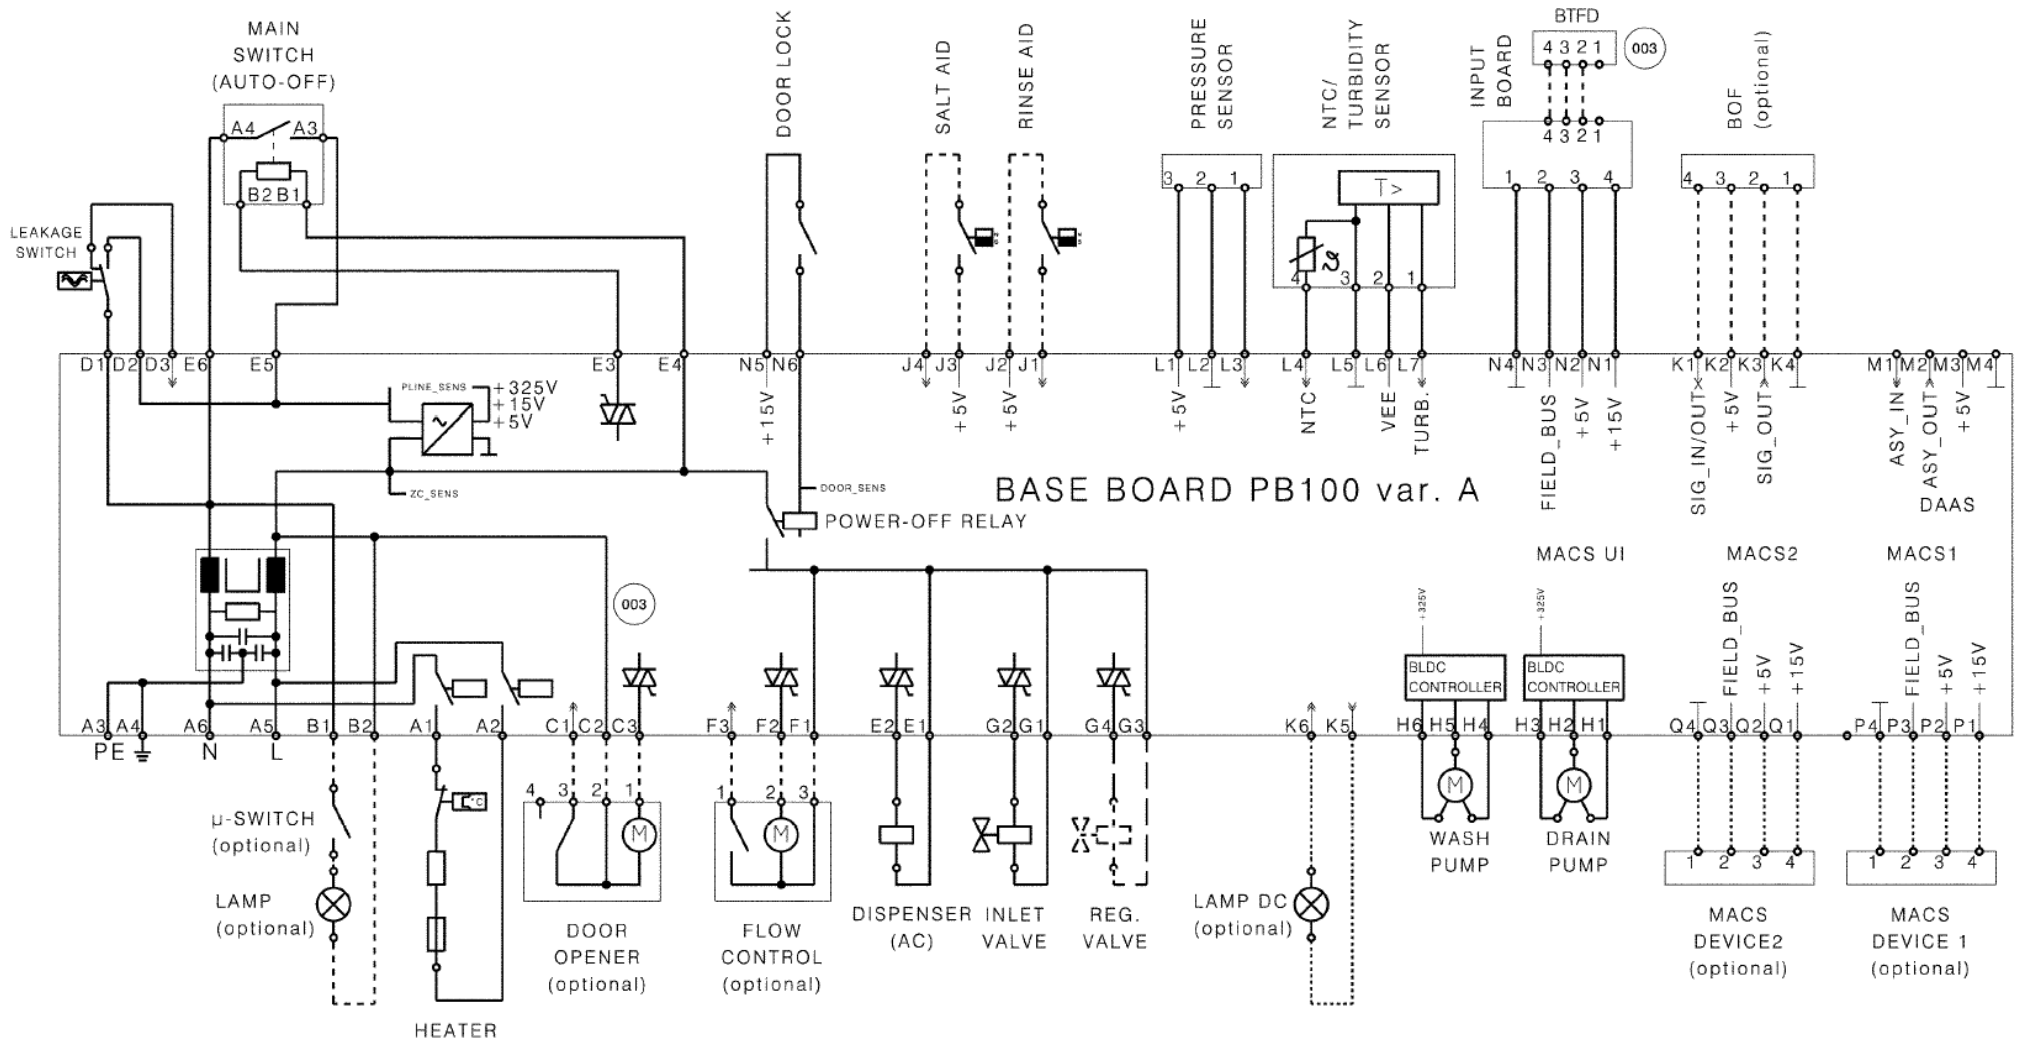 MAIN
SWITCH
(AUTO-OFF)
A4 A3
B2 B1
LEAKAGE
SWITCH
DOOR LOCK
SALT AID
RINSE AID
PRESSURE
SENSOR
3 2 1
NTC/
TURBIDITY
SENSOR
T>
4 3 2 1
INPUT
BOARD
BTFD
4 3 2 1
003
4 3 2 1
1 2 3 4
BOF
(optional)
4 3 2 1
D1 D2 D3 E6 E5 E3 E4 N5 N6 J4 J3 J2 J1 L1 L2 L3 L4 L5 L6 L7 N4 N3 N2 N1 K1 K2 K3 K4 M1 M2 M3 M4
PLINE_SENS
+325V
+15V
+5V
ZC_SENS
+15V
+5V
+5V
+5V
NTC
VEE
TURB.
FIELD_BUS
+5V
+15V
SIG_IN/OUT
+5V
SIG_OUT
ASY_IN
ASY_OUT
+5V
DAAS
DOOR_SENS
POWER-OFF RELAY
BASE BOARD PB100 var. A
003
MACS UI
MACS2
MACS1
+325V
+325V
BLDC
CONTROLLER
BLDC
CONTROLLER
FIELD_BUS
+5V
+15V
FIELD_BUS
+5V
+15V
A3 A4 A6 A5 B1 B2 A1 A2 C1 C2 C3 F3 F2 F1 E2 E1 G2 G1 G4 G3 K6 K5 H6 H5 H4 H3 H2 H1 Q4 Q3 Q2 Q1 P4 P3 P2 P1
PE N L
µ-SWITCH
(optional)
LAMP
(optional)
°C
HEATER
4 3 2 1
M
DOOR
OPENER
(optional)
1 2 3
M
FLOW
CONTROL
(optional)
DISPENSER
(AC)
INLET
VALVE
REG.
VALVE
LAMP DC
(optional)
M
WASH
PUMP
M
DRAIN
PUMP
1 2 3 4
MACS
DEVICE2
(optional)
1 2 3 4
MACS
DEVICE 1
(optional)